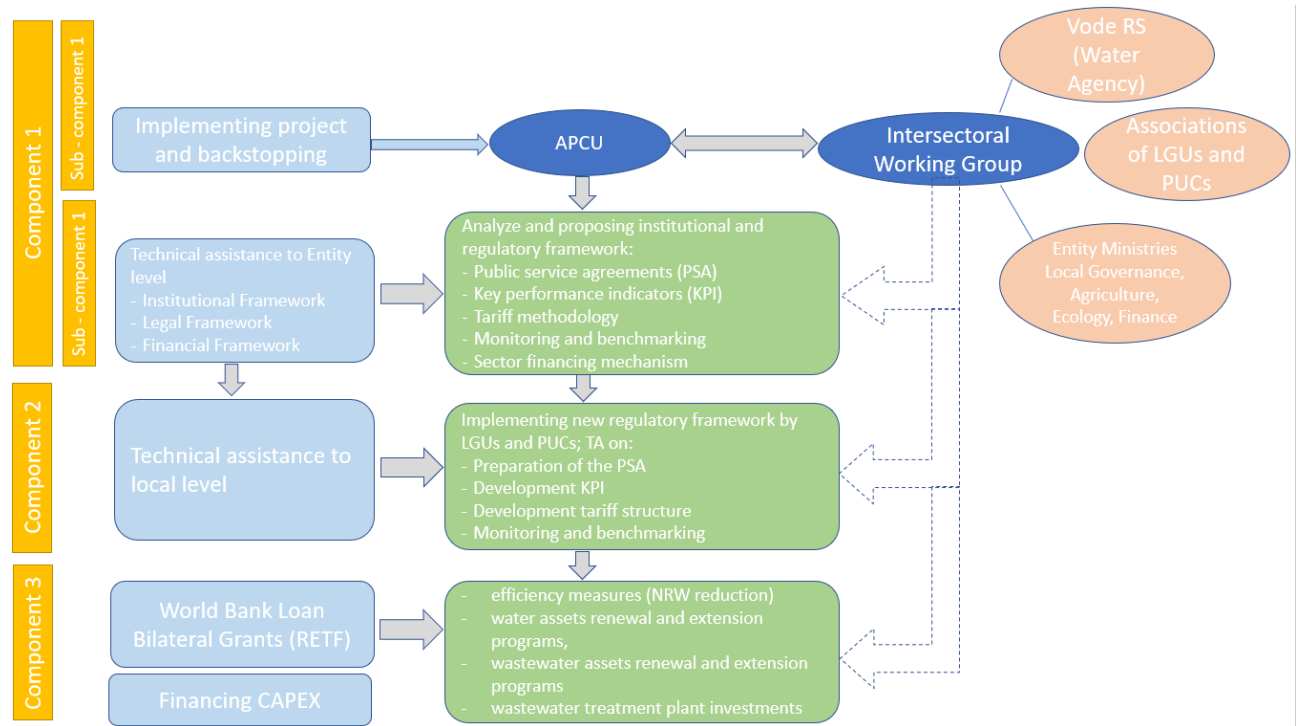 Component 1
Sub - component 1
Implementing project
and backstopping
APCU
Intersectoral
Working Group
Vode RS
(Water
Agency)
Associations
of LGUs and
PUCs
Entity Ministries
Local Governance,
Agriculture,
Ecology, Finance
Sub - component 1
Technical assistance to Entity
level
- Institutional Framework
- Legal Framework
- Financial Framework
Analyze and proposing institutional and
regulatory framework:
- Public service agreements (PSA)
- Key performance indicators (KPI)
- Tariff methodology
- Monitoring and benchmarking
- Sector financing mechanism
Component 2
Technical assistance to
local level
Implementing new regulatory framework by
LGUs and PUCs; TA on:
- Preparation of the PSA
- Development KPI
- Development tariff structure
- Monitoring and benchmarking
Component 3
World Bank Loan
Bilateral Grants (RETF)
Financing CAPEX
- efficiency measures (NRW reduction)
- water assets renewal and extension
programs,
- wastewater assets renewal and extension
programs
- wastewater treatment plant investments